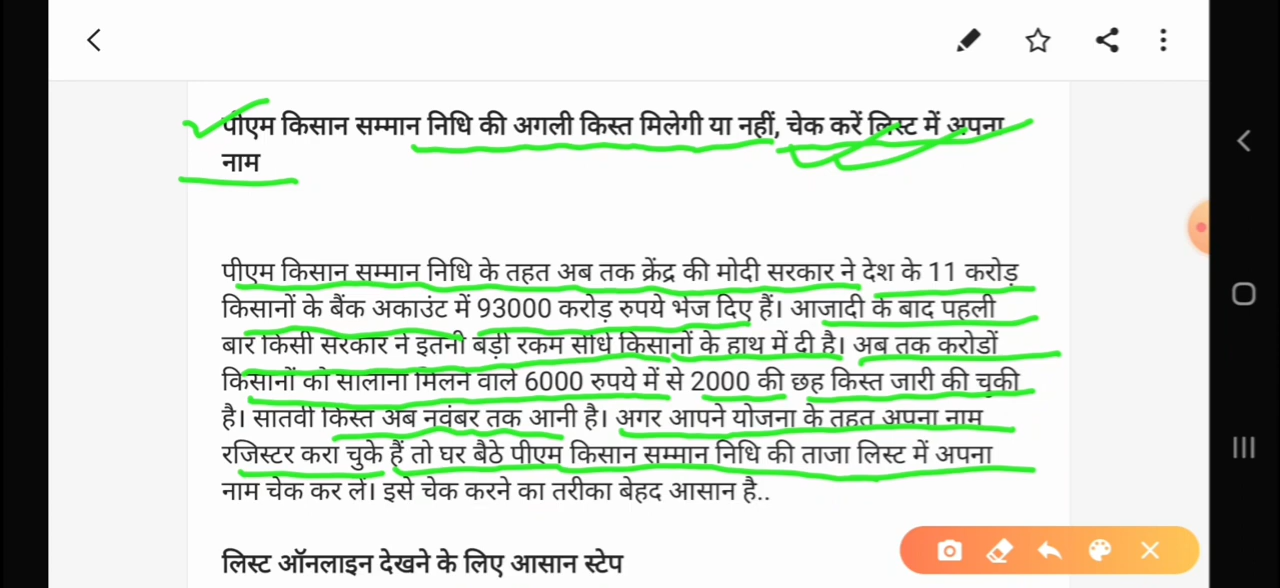 पीएम किसान सम्मान निधि की अगली किस्त मिलेगी या नहीं, चेक करें लिस्ट में अपना
नाम
पीएम किसान सम्मान निधि के तहत अब तक क्रेंद्र की मोदी सरकार ने देश के 11 करोड़
किसानों के बैंक अकाउंट में 93000 करोड़ रुपये भेज दिए हैं। आजादी के बाद पहली
बार किसी सरकार ने इतनी बड़ी रकम सीधे किसानों के हाथ में दी है। अब तक करोडों
किसानों को सालाना मिलने वाले 6000 रुपये में से 2000 की छह किस्त जारी की चुकी
है। सातवी किस्त अब नवंबर तक आनी है। अगर आपने योजना के तहत अपना नाम
रजिस्टर करा चुके हैं तो घर बैठे पीएम किसान सम्मान निधि की ताजा लिस्ट में अपना
नाम चेक कर लें। इसे चेक करने का तरीका बेहद आसान है..
लिस्ट ऑनलाइन देखने के लिए आसान स्टेप